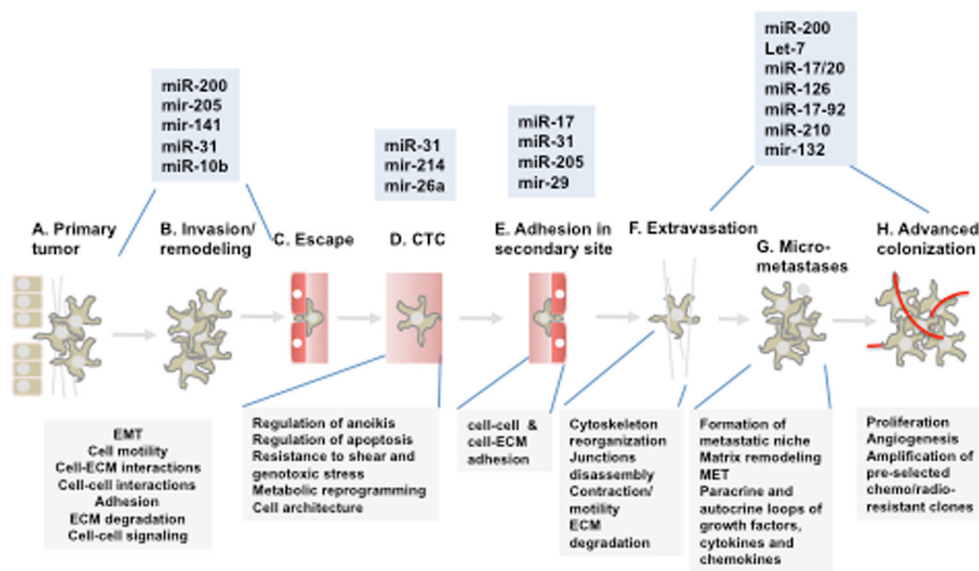 miR-200
mir-205
mir-141
miR-31
miR-10b
miR-31
mir-214
mir-26a
miR-17
miR-31
miR-205
mir-29
miR-200
Let-7
miR-17/20
miR-126
miR-17-92
miR-210
mir-132
A. Primary
tumor
B. Invasion/
remodeling)
C. Escape
D. CTC
E. Adhesion in
secondary site
F. Extravasation
G. Micro-
metastases
H. Advanced
colonization
EMT
Cell motility
Cell-ECM interactions
Cell-cell interactions
Adhesion
ECM degradation
Cell-cell signaling
Regulation of anoikis
Regulation of apoptosis
Resistance to shear and
genotoxic stress
Metabolic reprogramming
Cell architecture
cell-cell &
cell-ECM
adhesion
Cytoskeleton
reorganization
Junctions
disassembly
Contraction/
motility
ECM
degradation
Formation of
metastatic niche
Matrix remodeling
MET
Paracrine and
autocrine loops of
growth factors,
cytokines and
chemokines
Proliferation
Angiogenesis
Amplification of
pre-selected
chemo/radio-
resistant clones